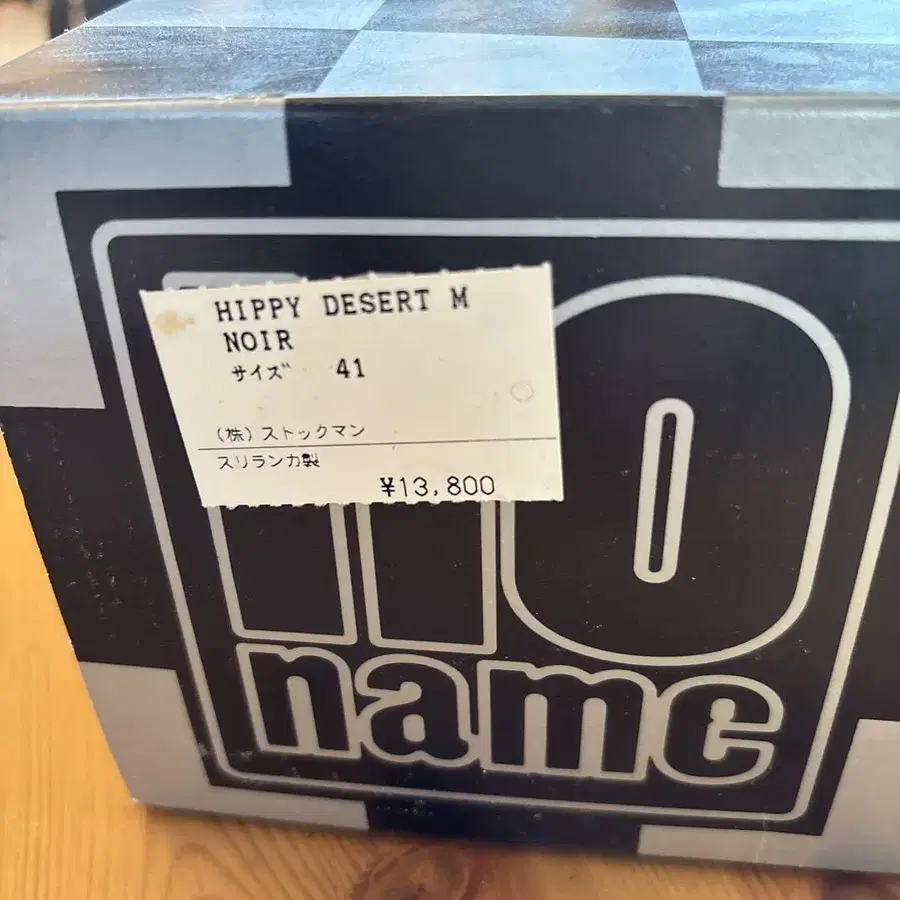 HIPPY DESERT M
NOIR
サイズ 41
(株)ストックマン
スリランカ製
¥13,800
no
name